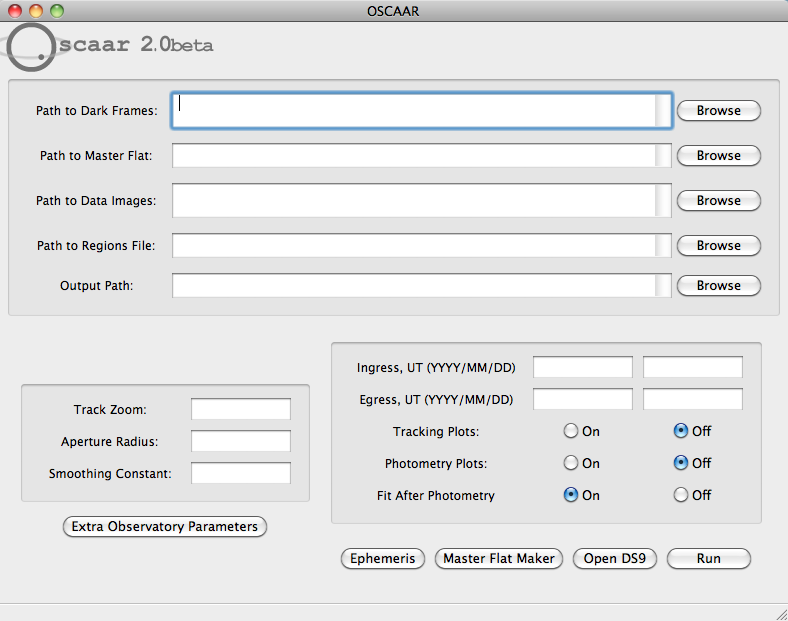 OSCAAR
Oscaar 2.0beta
Path to Dark Frames: Browse
Path to Master Flat: Browse
Path to Data Images: Browse
Path to Regions File: Browse
Output Path: Browse
Ingress, UT (YYYY/MM/DD)
Egress, UT (YYYY/MM/DD)
Tracking Plots: On Off
Photometry Plots: On Off
Fit After Photometry On Off
Track Zoom:
Aperture Radius:
Smoothing Constant:
Extra Observatory Parameters
Ephemeris Master Flat Maker Open DS9 Run